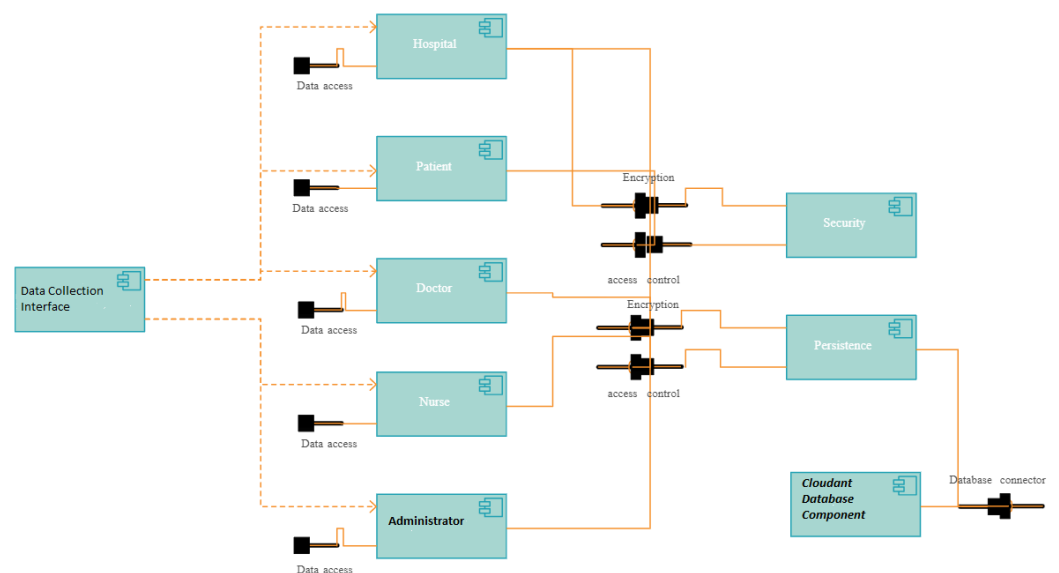 Hospital
Data access
Patient
Data access
Encryption
Security
access control
Data Collection
Interface
Doctor
Data access
Encryption
Persistence
access control
Nurse
Data access
Cloudant
Database
Component
Database connector
Administrator
Data access